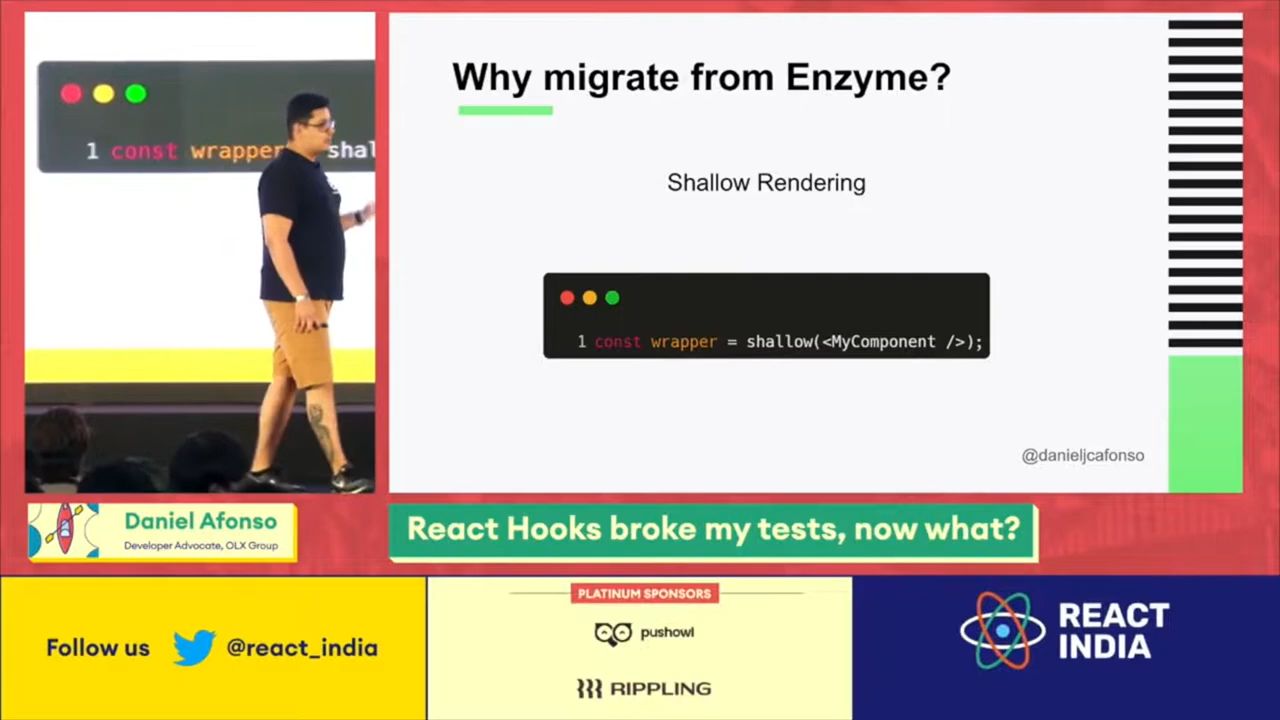 1 const wrapper shal
Why migrate from Enzyme?
Shallow Rendering
1 const wrapper = shallow(<MyComponent />);
@danieljcafonso
Daniel Afonso
Developer Advocate, OLX Group
React Hooks broke my tests, now what?
Follow us @react_india
PLATINUM SPONSORS
pushowl
RIPPLING
REACT
INDIA